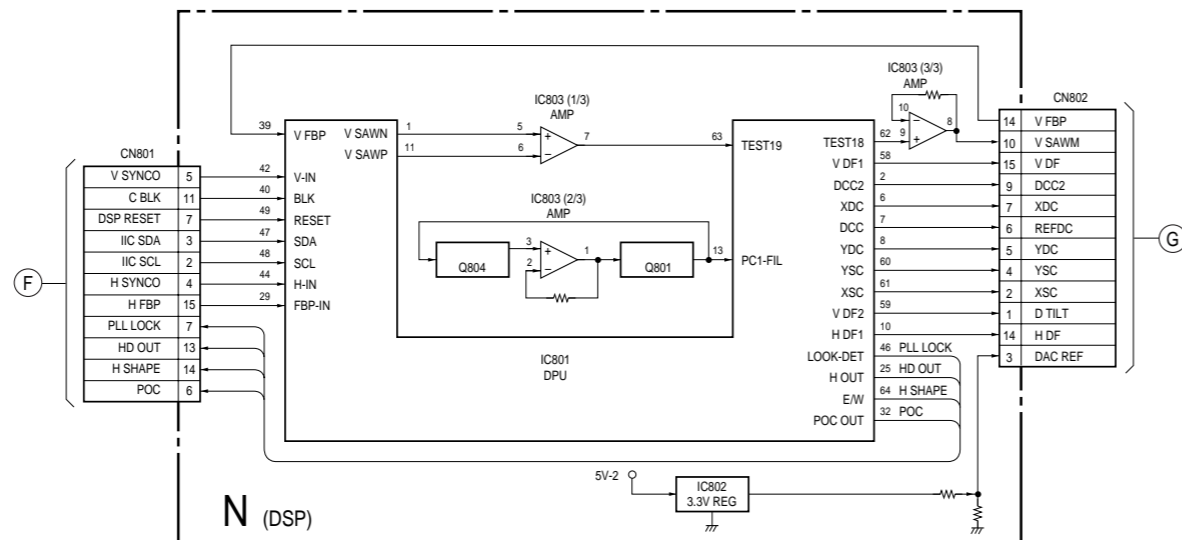 IC803 (3/3)
AMP
CN802
IC803 (1/3)
AMP
10
8
9
39
V FBP
V SAWN
1
5
7
63
TEST19
TEST18
62
14 V FBP
V SAWP
11
6
V DF1
58
10 V SAWM
CN801
15 V DF
V SYNCO 5
42
V-IN
DCC2
2
9 DCC2
C BLK 11
40
BLK
IC803 (2/3)
AMP
XDC
6
7 XDC
DSP RESET 7
49
RESET
DCC
7
6 REFDC
IIC SDA 3
47
SDA
Q804
3
2
1
Q801
13
PC1-FIL
YDC
8
5 YDC
IIC SCL 2
48
SCL
YSC
60
4 YSC
H SYNCO 4
44
H-IN
XSC
61
2 XSC
H FBP 15
29
FBP-IN
V DF2
59
1 D TILT
PLL LOCK 7
H DF1
10
14 H DF
HD OUT 13
LOOK-DET
46 PLL LOCK
3 DAC REF
H SHAPE 14
H OUT
25 HD OUT
POC 6
E/W
64 H SHAPE
POC OUT
32 POC
IC801
DPU
F
G
5V-2
IC802
3.3V REG
N (DSP)